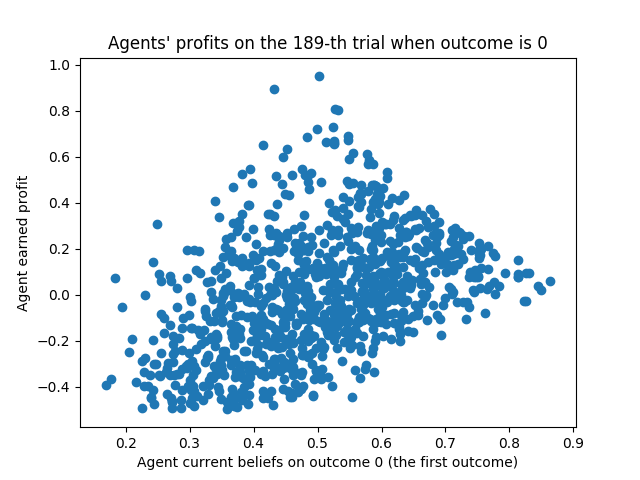 Agents' profits on the 189-th trial when outcome is 0
1.0
0.8
0.6
0.4
0.2
0.0
−0.2
−0.4
Agent earned profit
0.2 0.3 0.4 0.5 0.6 0.7 0.8 0.9
Agent current beliefs on outcome 0 (the first outcome)